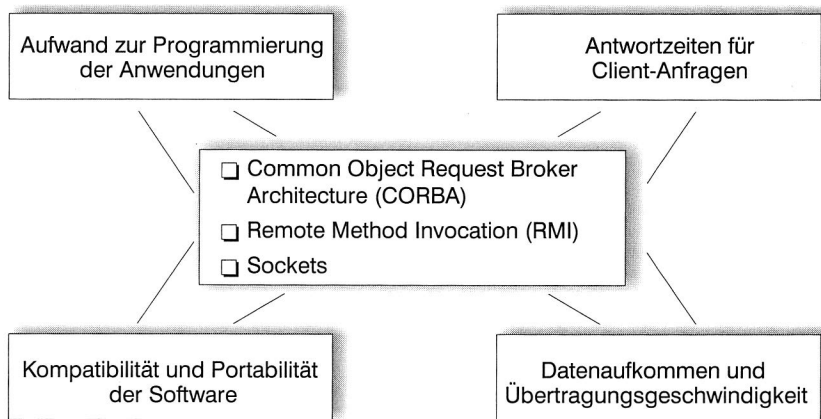 Aufwand zur Programmierung
der Anwendungen
Antwortzeiten für
Client-Anfragen
Common Object Request Broker
Architecture (CORBA)
Remote Method Invocation (RMI)
Sockets
Kompatibilität und Portabilität
der Software
Datenaufkommen und
Übertragungsgeschwindigkeit